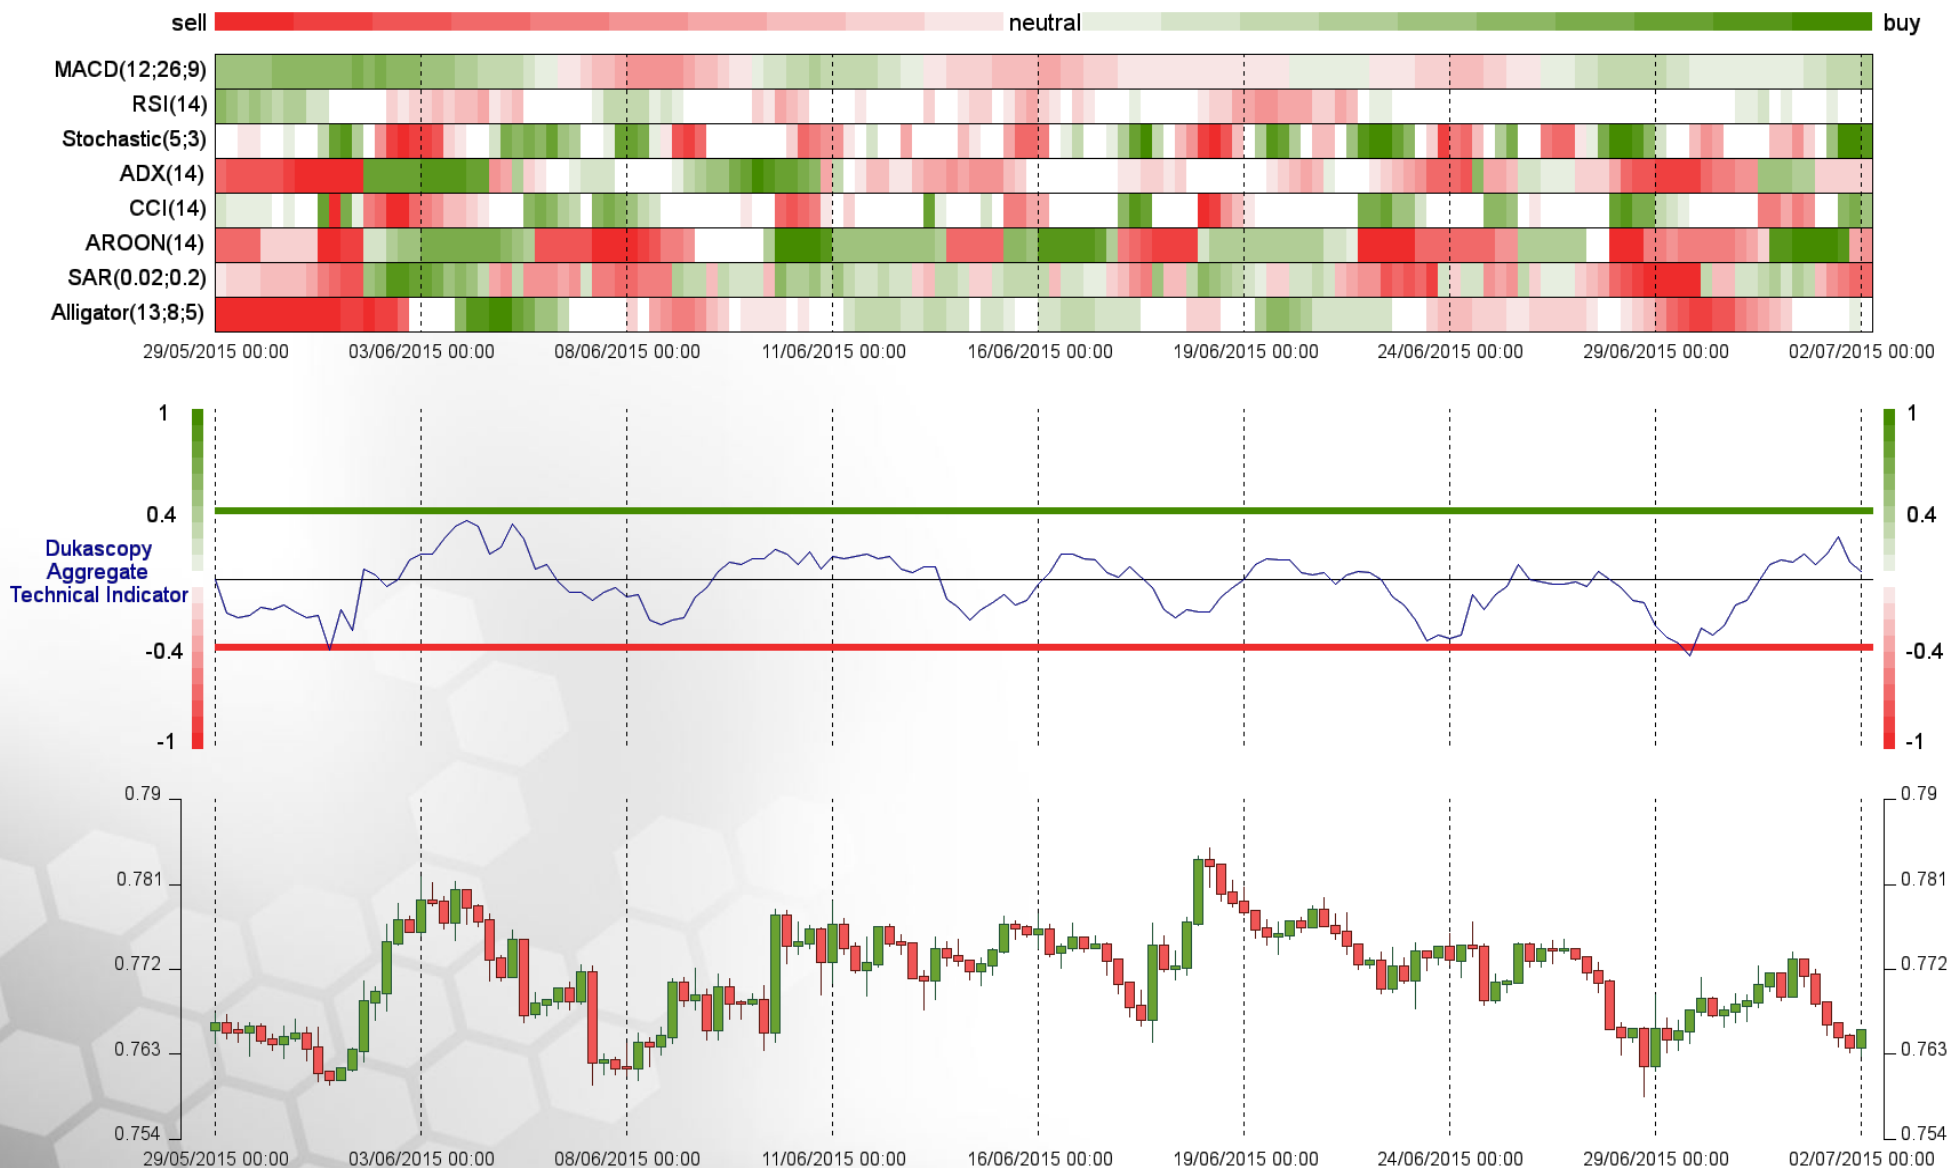 sell neutral buy
MACD(12;26;9)
RSI(14)
Stochastic(5;3)
ADX(14)
CCI(14)
AROON(14)
SAR(0.02;0.2)
Alligator(13;8;5)
29/05/2015 00:00 03/06/2015 00:00 08/06/2015 00:00 11/06/2015 00:00 16/06/2015 00:00 19/06/2015 00:00 24/06/2015 00:00 29/06/2015 00:00 02/07/2015 00:00
1 1
0.4 0.4
Dukascopy
Aggregate
Technical Indicator
-0.4 -0.4
-1 -1
0.79 0.79
0.781 0.781
0.772 0.772
0.763 0.763
0.754 0.754
29/05/2015 00:00 03/06/2015 00:00 08/06/2015 00:00 11/06/2015 00:00 16/06/2015 00:00 19/06/2015 00:00 24/06/2015 00:00 29/06/2015 00:00 02/07/2015 00:00